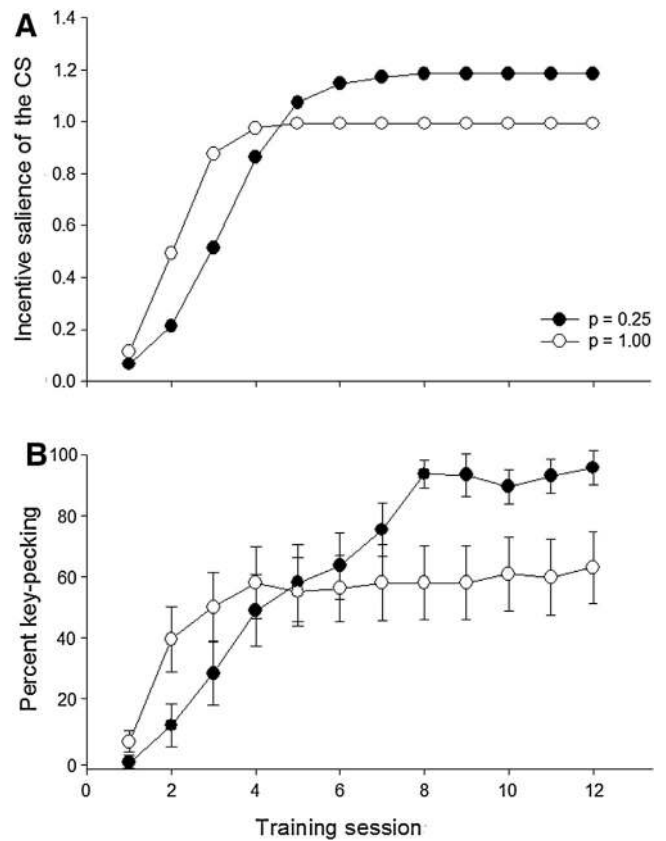 A
Incentive salience of the CS
1.4
1.2
1.0
0.8
0.6
0.4
0.2
0.0
p = 0.25
p = 1.00
B
Percent key-pecking
100
80
60
40
20
0
0 2 4 6 8 10 12
Training session